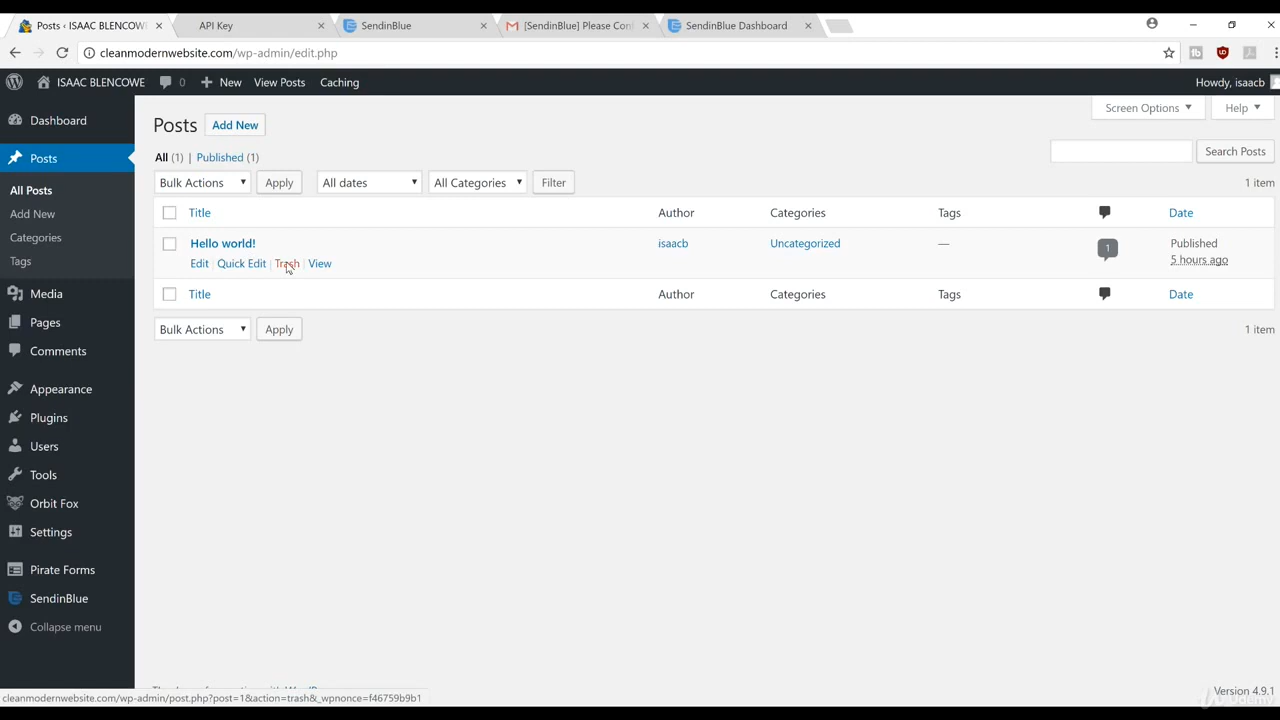 Posts ‹ ISAAC BLENCOW
API Key
SendinBlue
[SendinBlue] Please Con
SendinBlue Dashboard
cleanmodernwebsite.com/wp-admin/edit.php
ISAAC BLENCOWE 0 + New View Posts Caching Howdy, isaacb
Screen Options Help
Dashboard
Posts
All Posts
Add New
Categories
Tags
Media
Pages
Comments
Appearance
Plugins
Users
Tools
Orbit Fox
Settings
Pirate Forms
SendinBlue
Collapse menu
Posts Add New
All (1) | Published (1)
Search Posts
Bulk Actions Apply All dates All Categories Filter 1 item
Title Author Categories Tags Date
Hello world! isaacb Uncategorized — 1 Published
Edit | Quick Edit | Trash | View 5 hours ago
Title Author Categories Tags Date
Bulk Actions Apply 1 item
cleanmodernwebsite.com/wp-admin/post.php?post=1&action=trash&_wpnonce=f46759b9b1
Version 4.9.1
Udemy